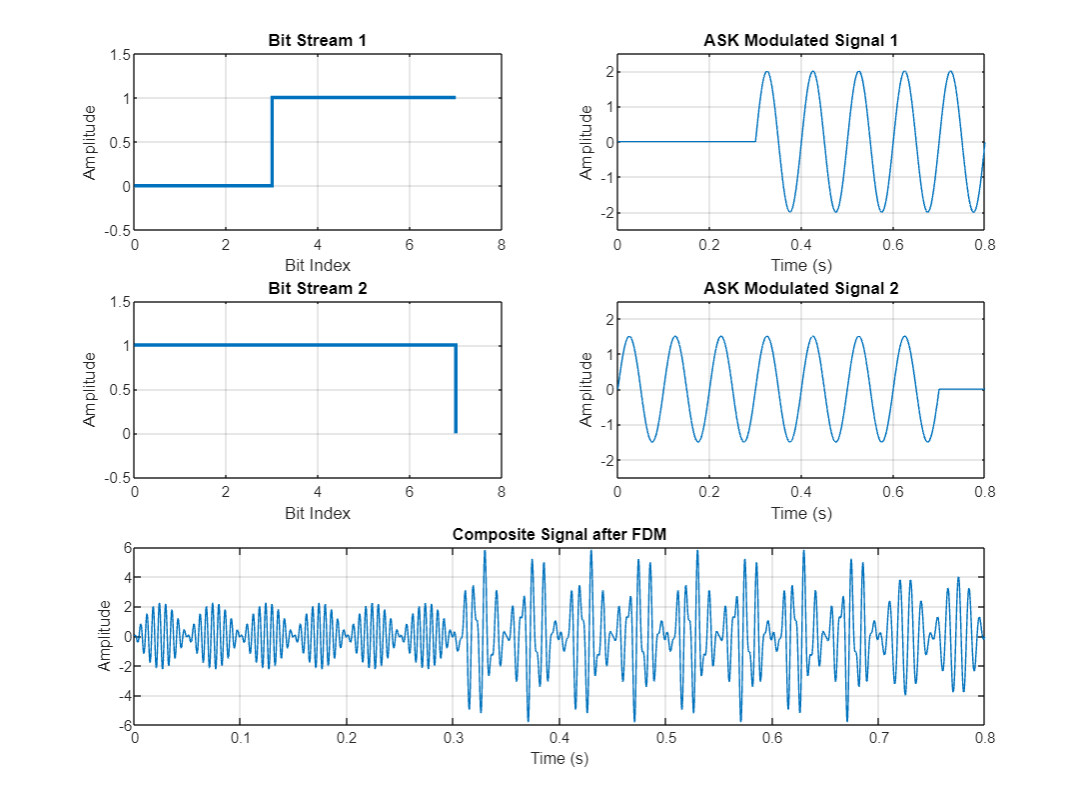 Bit Stream 1
1.5
1
0.5
0
-0.5
Amplitude
0 2 4 6 8
Bit Index
ASK Modulated Signal 1
2
1
0
-1
-2
Amplitude
0 0.2 0.4 0.6 0.8
Time (s)
Bit Stream 2
1.5
1
0.5
0
-0.5
Amplitude
0 2 4 6 8
Bit Index
ASK Modulated Signal 2
2
1
0
-1
-2
Amplitude
0 0.2 0.4 0.6 0.8
Time (s)
Composite Signal after FDM
6
4
2
0
-2
-4
-6
Amplitude
0 0.1 0.2 0.3 0.4 0.5 0.6 0.7 0.8
Time (s)